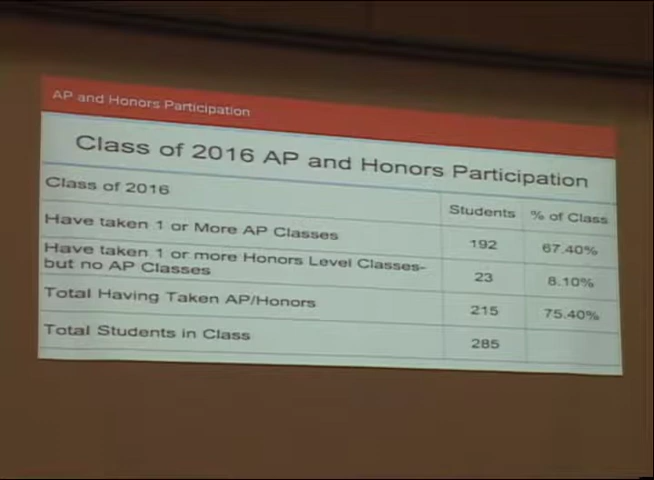 AP and Honors Participation
Class of 2016 AP and Honors Participation
Class of 2016 Students % of Class
Have taken 1 or More AP Classes 192 67.40%
Have taken 1 or more Honors Level Classes-
but no AP Classes 23 8.10%
Total Having Taken AP/Honors 215 75.40%
Total Students in Class 285